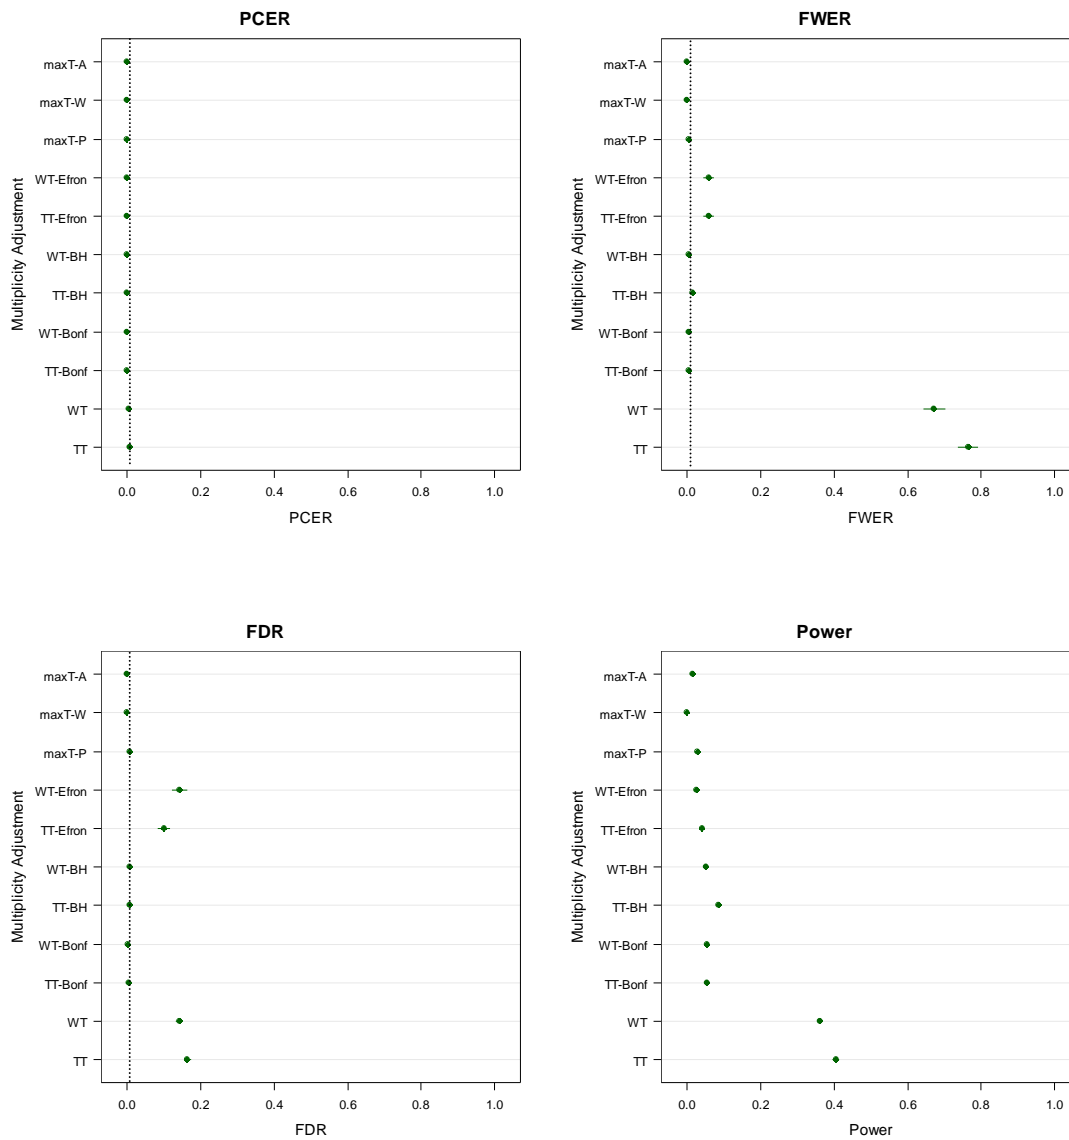 PCER
Multiplicity Adjustment
maxT-A
maxT-W
maxT-P
WT-Efron
TT-Efron
WT-BH
TT-BH
WT-Bonf
TT-Bonf
WT
TT
0.0 0.2 0.4 0.6 0.8 1.0
PCER
FWER
Multiplicity Adjustment
maxT-A
maxT-W
maxT-P
WT-Efron
TT-Efron
WT-BH
TT-BH
WT-Bonf
TT-Bonf
WT
TT
0.0 0.2 0.4 0.6 0.8 1.0
FWER
FDR
Multiplicity Adjustment
maxT-A
maxT-W
maxT-P
WT-Efron
TT-Efron
WT-BH
TT-BH
WT-Bonf
TT-Bonf
WT
TT
0.0 0.2 0.4 0.6 0.8 1.0
FDR
Power
Multiplicity Adjustment
maxT-A
maxT-W
maxT-P
WT-Efron
TT-Efron
WT-BH
TT-BH
WT-Bonf
TT-Bonf
WT
TT
0.0 0.2 0.4 0.6 0.8 1.0
Power